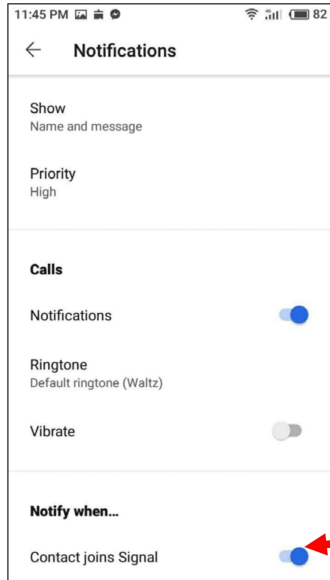 11:45 PM 82
Notifications
Show
Name and message
Priority
High
Calls
Notifications
Ringtone
Default ringtone (Waltz)
Vibrate
Notify when...
Contact joins Signal